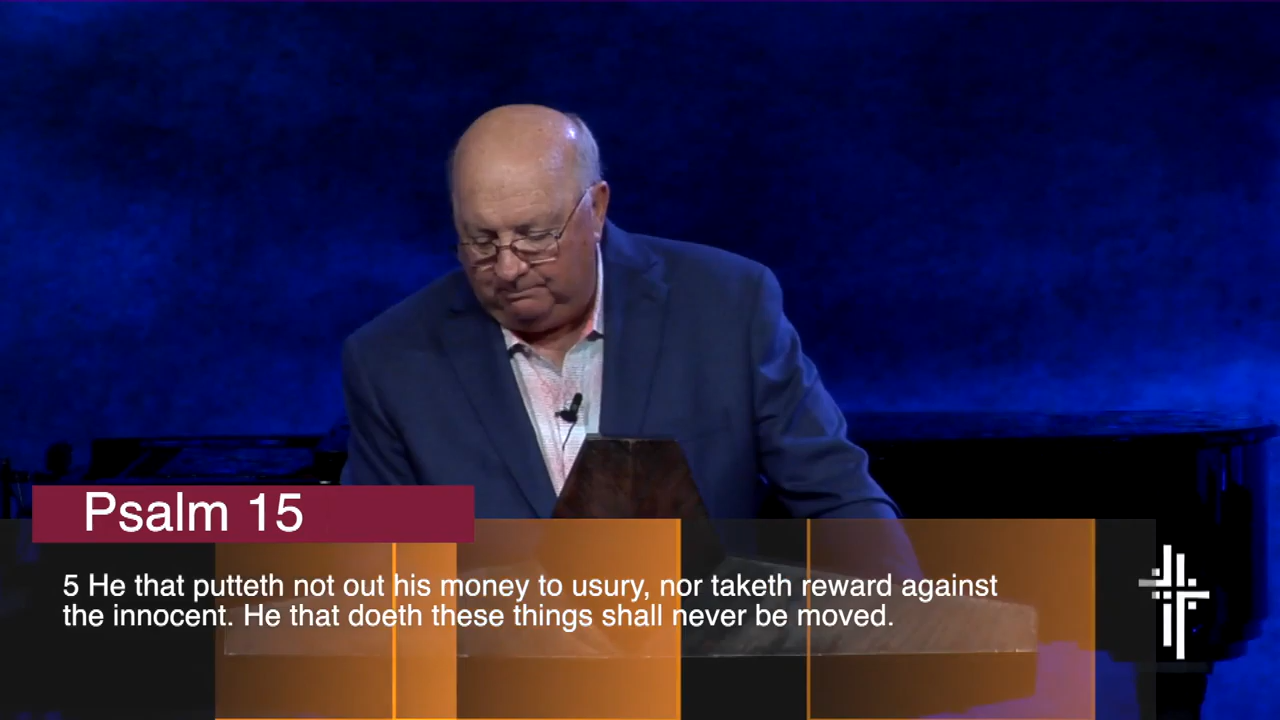 Psalm 15
5 He that putteth not out his money to usury, nor taketh reward against
the innocent. He that doeth these things shall never be moved.